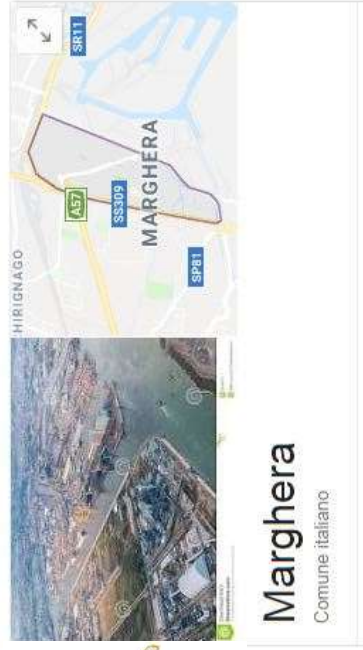 SR11
HIRIGNAGO
A57
SS309
MARGHERA
SP81
Marghera
Comune italiano